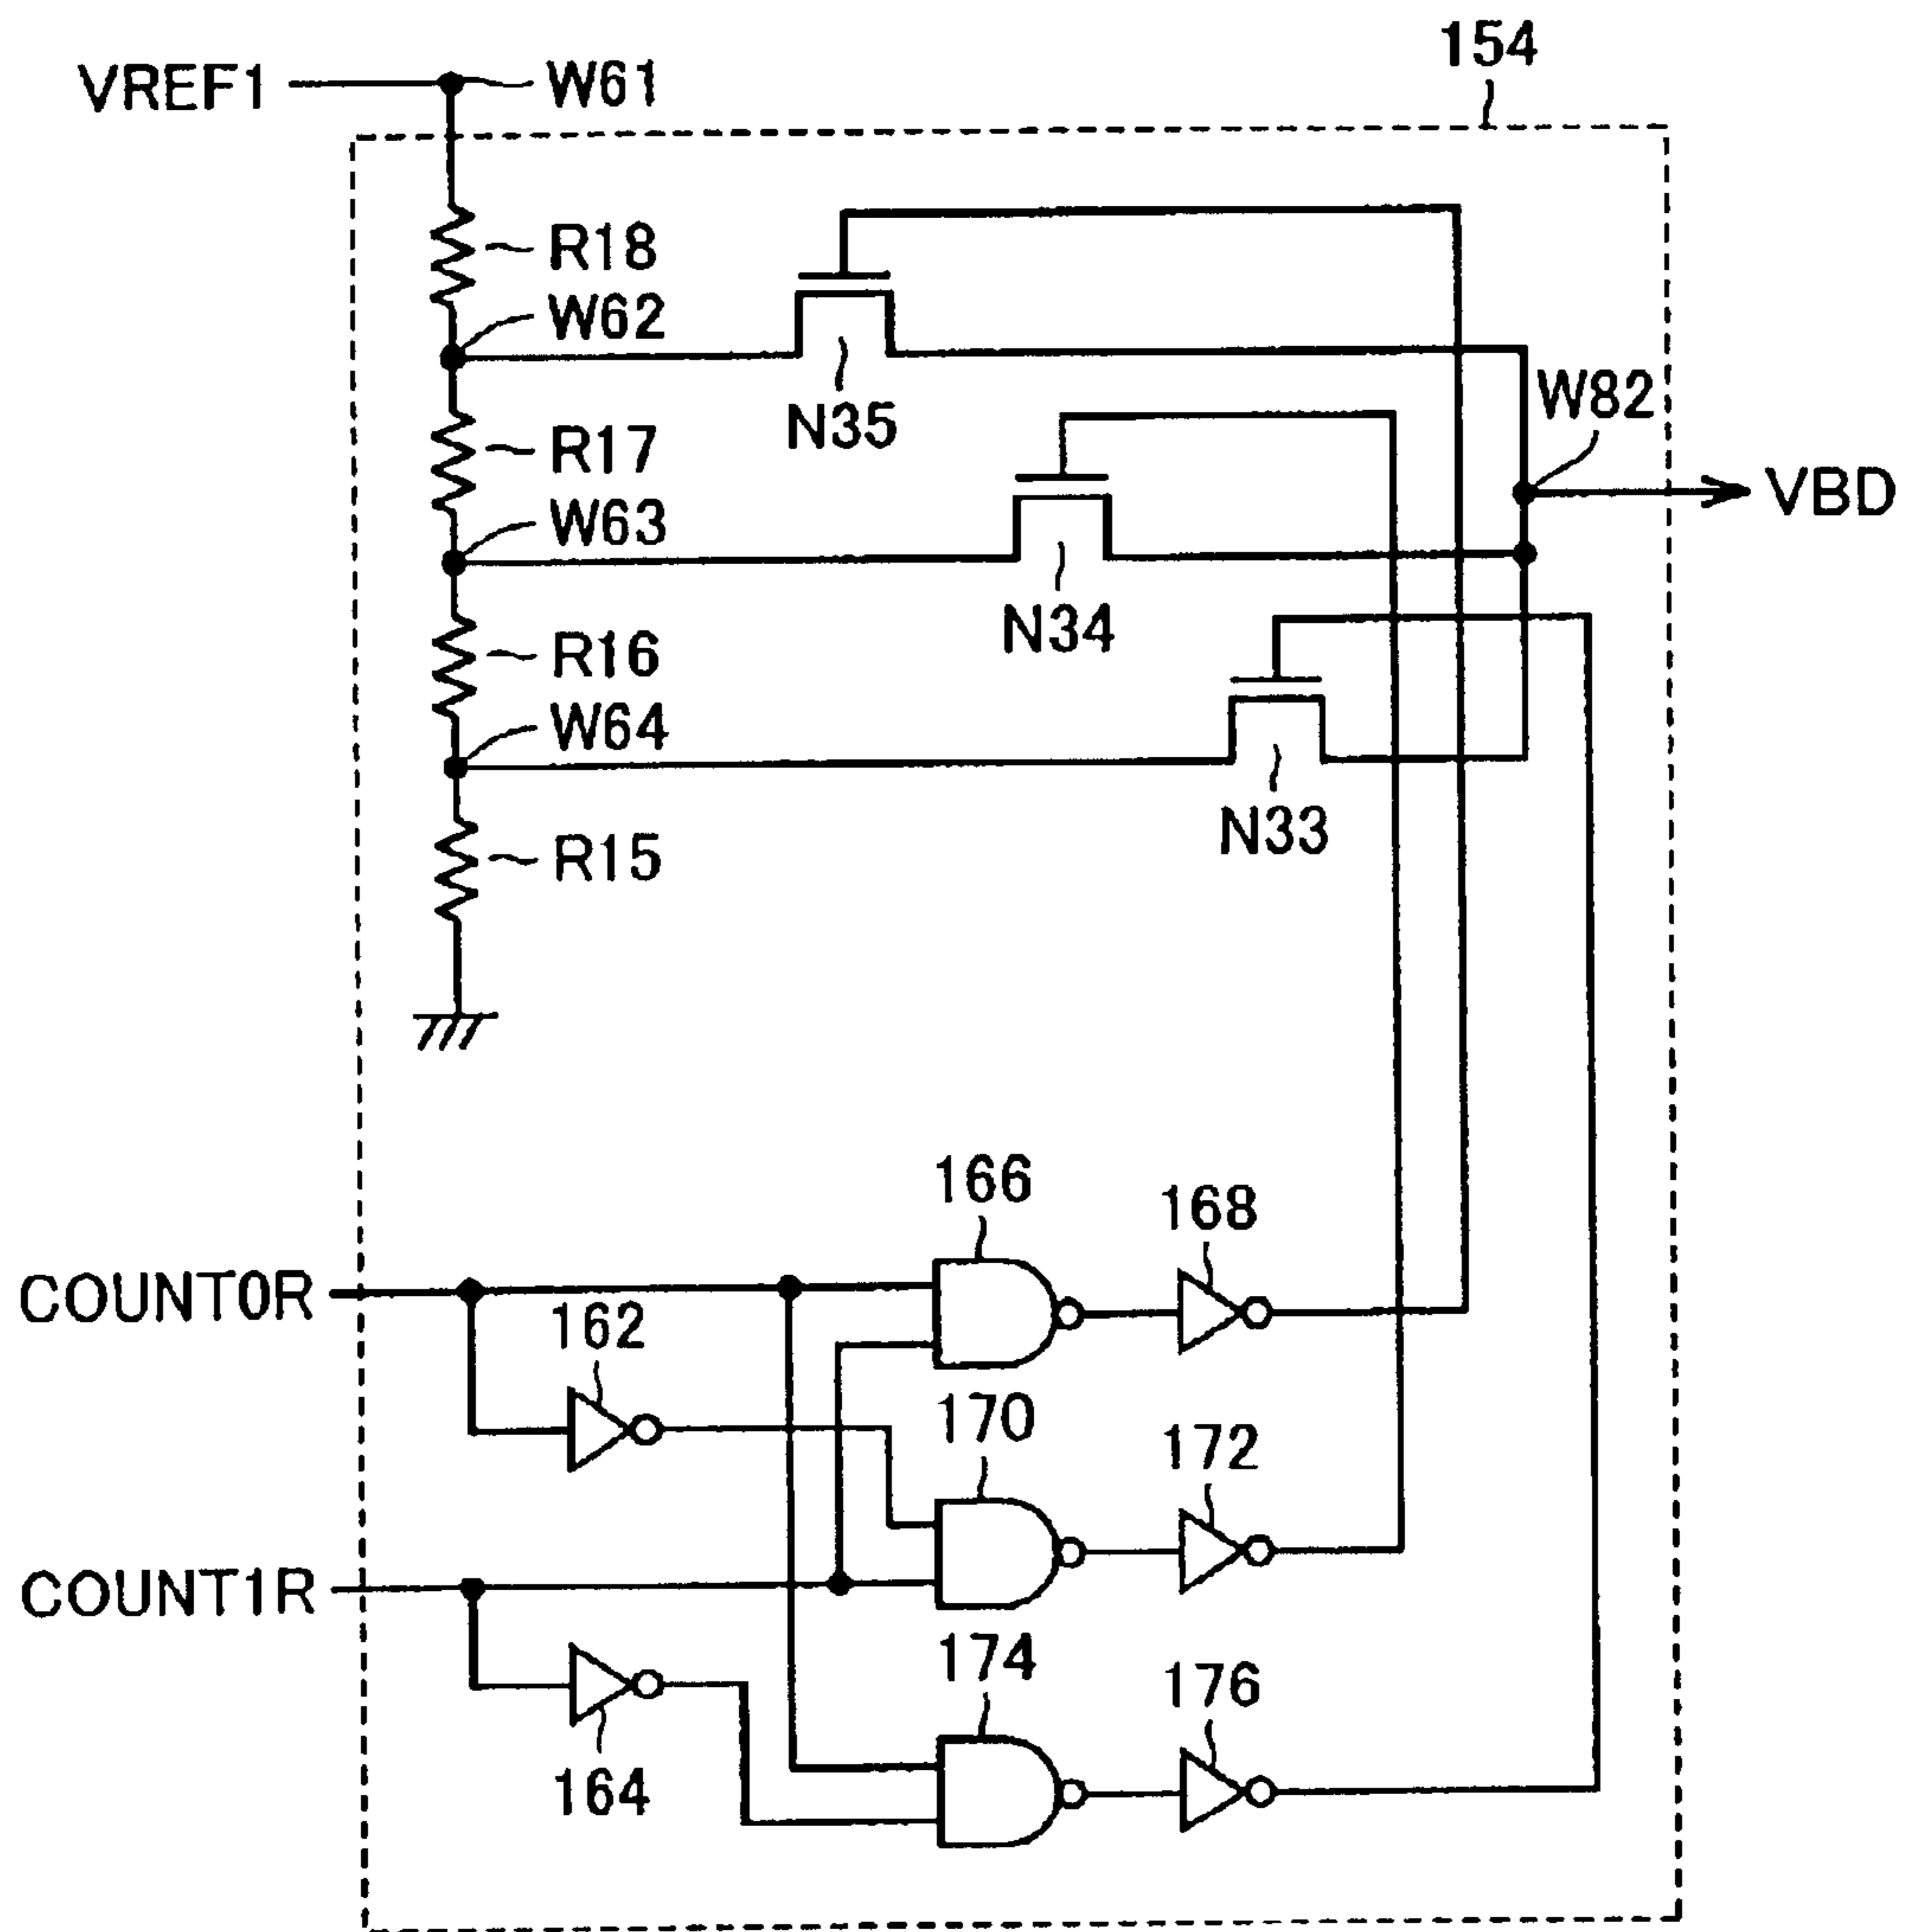 154
VREF1
W61
R18
W62
N35
W82
R17
VBD
W63
N34
R16
W64
N33
R15
166
168
COUNT0R
162
170
172
COUNT1R
174
176
164